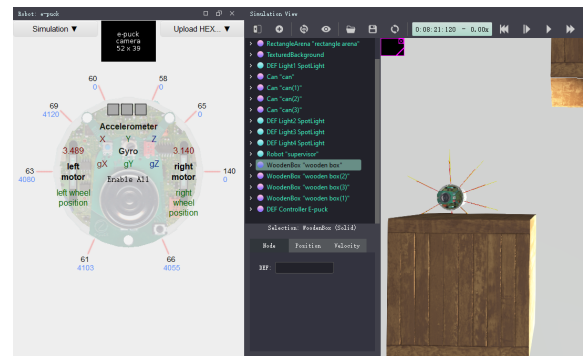 Robot: e-puck
Simulation ▼
e-puck
camera
52 x 39
Upload HEX... ▼
60
0
58
0
69
4120
65
0
Accelerometer
X Y Z
3.489 Gyro 3.140
gX gY gZ
left
motor
right
motor
63
4080
140
0
Enable All
left wheel
position
right
wheel
position
61
4103
66
4055
Simulation View
0:08:21:120 - 0.00x
RectangleArena "rectangle arena"
TexturedBackground
DEF Light1 SpotLight
Can "can"
Can "can(1)"
Can "can(2)"
Can "can(3)"
DEF Light2 SpotLight
DEF Light3 SpotLight
DEF Light4 SpotLight
Robot "supervisor"
WoodenBox "wooden box"
WoodenBox "wooden box(2)"
WoodenBox "wooden box(3)"
WoodenBox "wooden box(1)"
DEF Controller E-puck
Selection: WoodenBox (Solid)
Node Position Velocity
DEF: